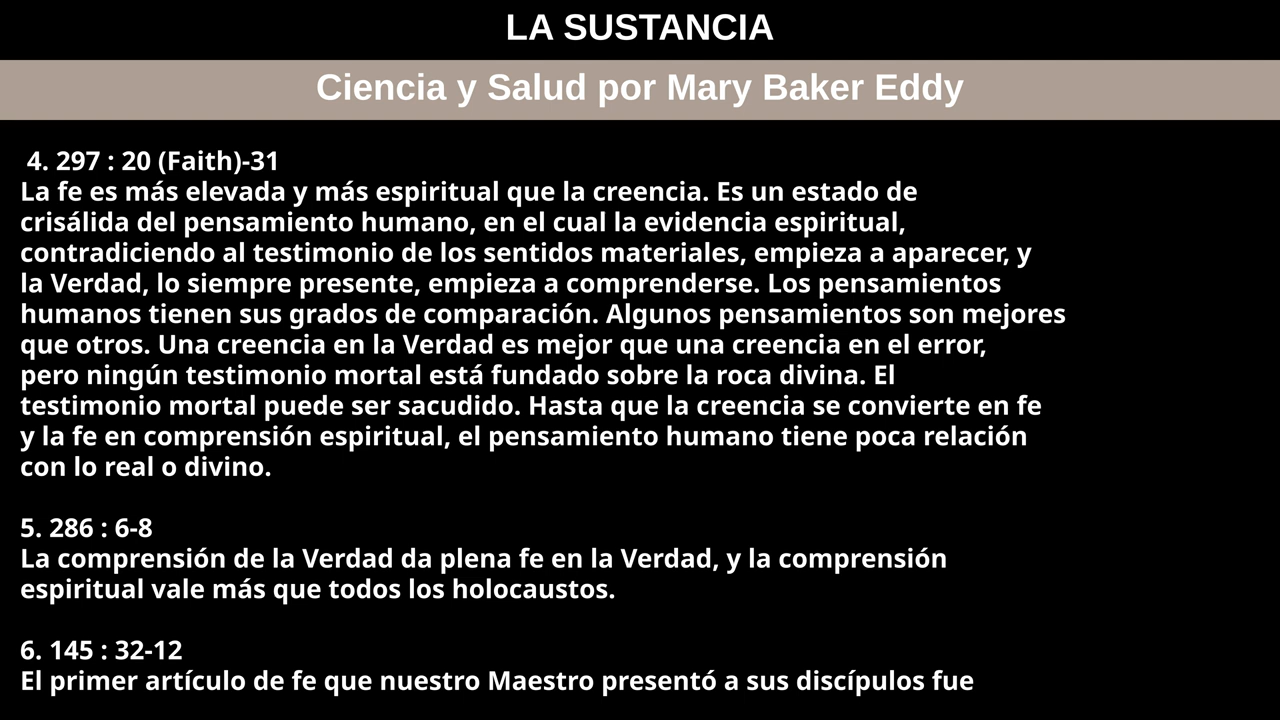 LA SUSTANCIA
Ciencia y Salud por Mary Baker Eddy
4. 297 : 20 (Faith)-31
La fe es más elevada y más espiritual que la creencia. Es un estado de
crisálida del pensamiento humano, en el cual la evidencia espiritual,
contradiciendo al testimonio de los sentidos materiales, empieza a aparecer, y
la Verdad, lo siempre presente, empieza a comprenderse. Los pensamientos
humanos tienen sus grados de comparación. Algunos pensamientos son mejores
que otros. Una creencia en la Verdad es mejor que una creencia en el error,
pero ningún testimonio mortal está fundado sobre la roca divina. El
testimonio mortal puede ser sacudido. Hasta que la creencia se convierte en fe
y la fe en comprensión espiritual, el pensamiento humano tiene poca relación
con lo real o divino.
5. 286 : 6-8
La comprensión de la Verdad da plena fe en la Verdad, y la comprensión
espiritual vale más que todos los holocaustos.
6. 145 : 32-12
El primer artículo de fe que nuestro Maestro presentó a sus discípulos fue